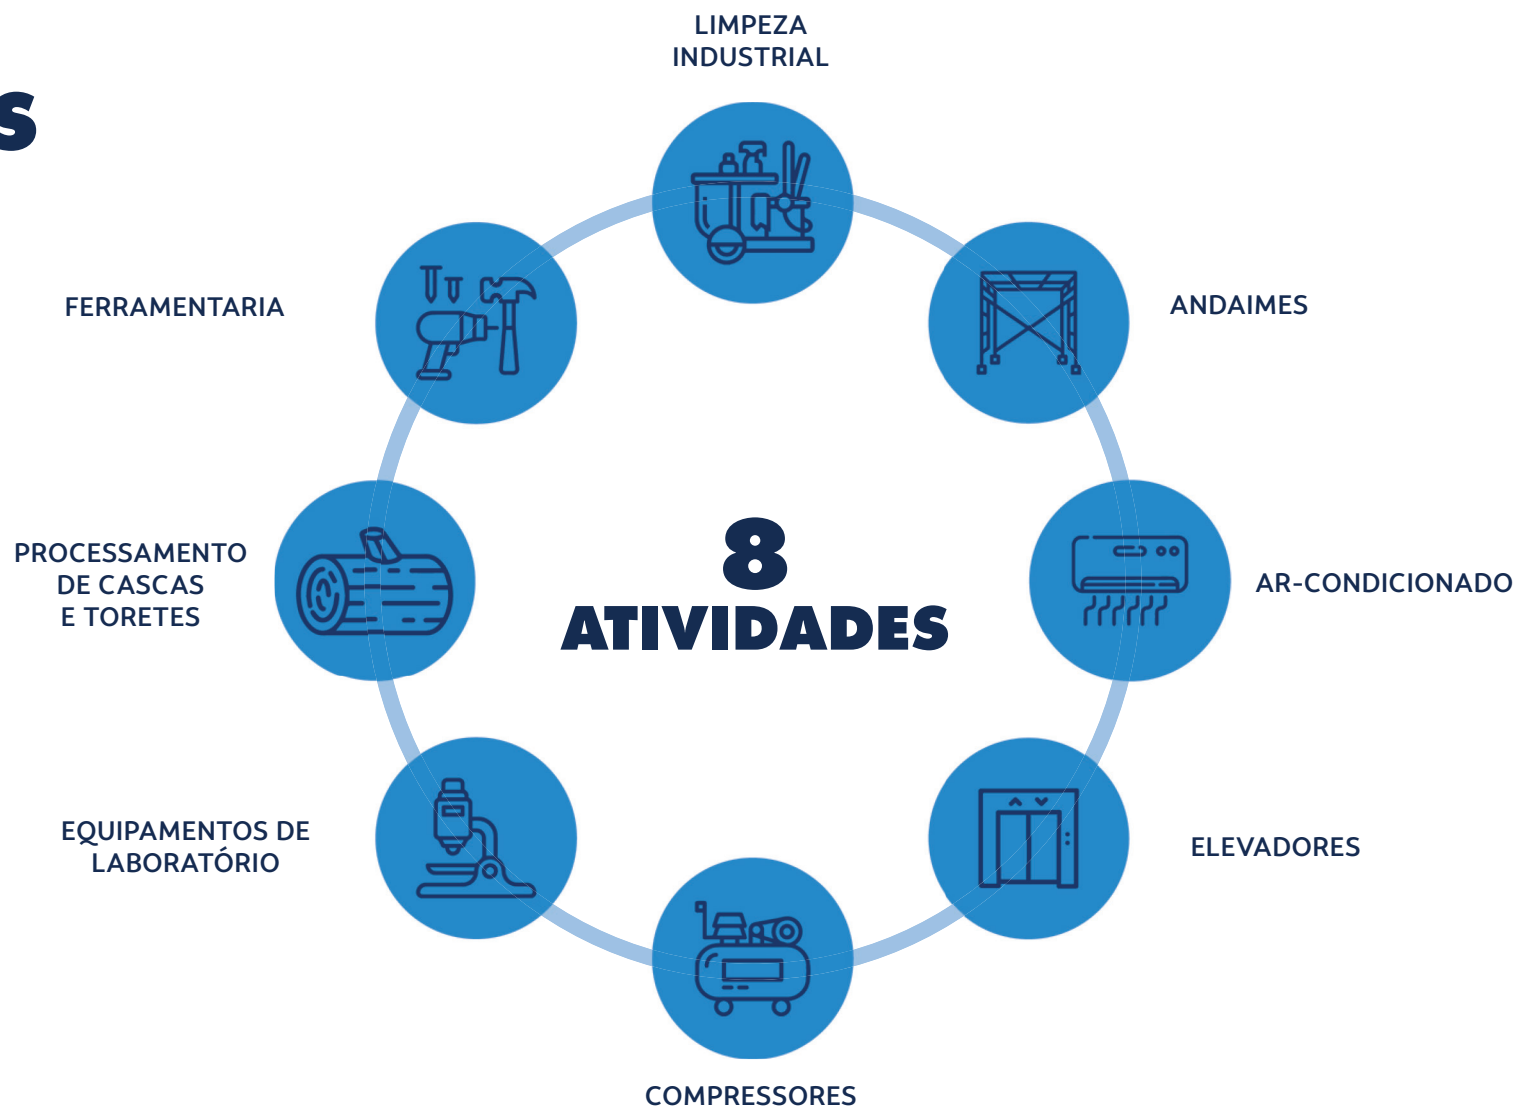 LIMPEZA
INDUSTRIAL
S
FERRAMENTARIA
ANDAIMES
PROCESSAMENTO
DE CASCAS
E TORETES
8
ATIVIDADES
AR-CONDICIONADO
EQUIPAMENTOS DE
LABORATÓRIO
ELEVADORES
COMPRESSORES